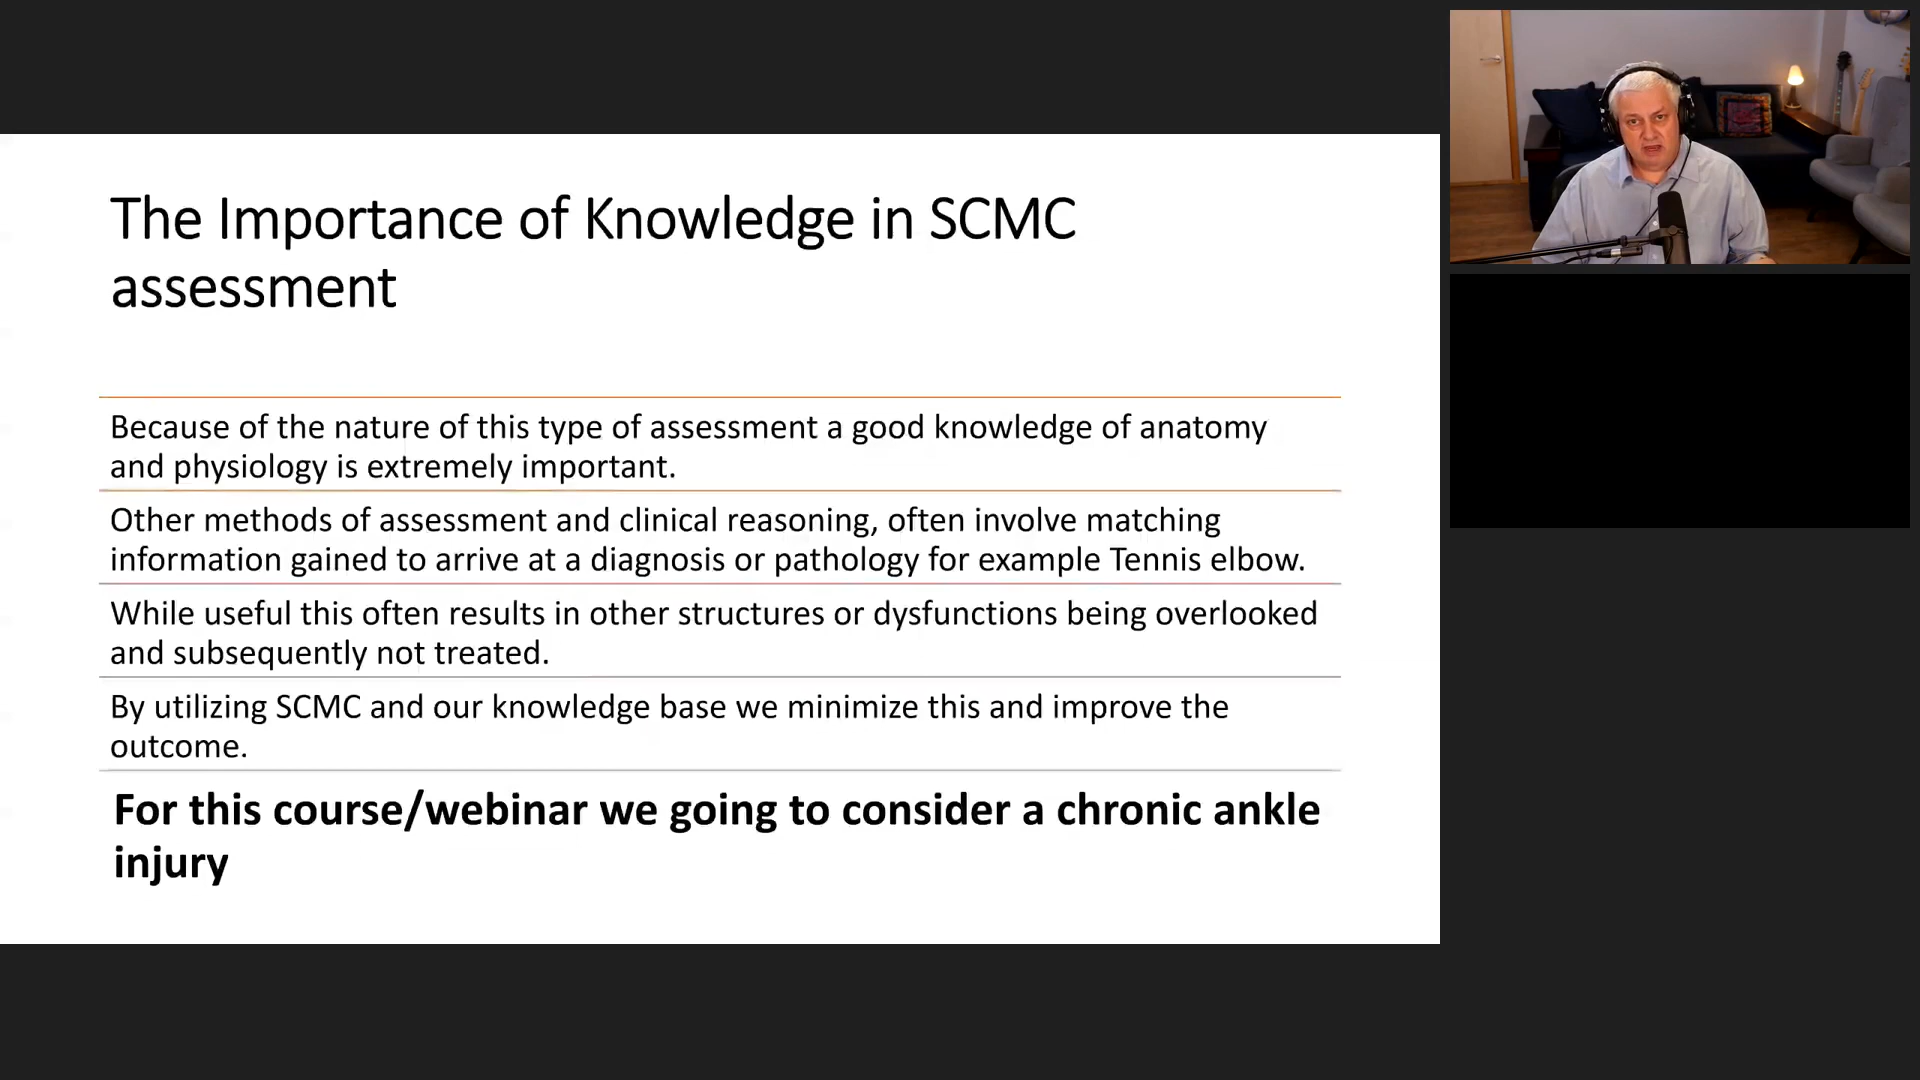 The Importance of Knowledge in SCMC
assessment
Because of the nature of this type of assessment a good knowledge of anatomy
and physiology is extremely important.
Other methods of assessment and clinical reasoning, often involve matching
information gained to arrive at a diagnosis or pathology for example Tennis elbow.
While useful this often results in other structures or dysfunctions being overlooked
and subsequently not treated.
By utilizing SCMC and our knowledge base we minimize this and improve the
outcome.
For this course/webinar we going to consider a chronic ankle
injury